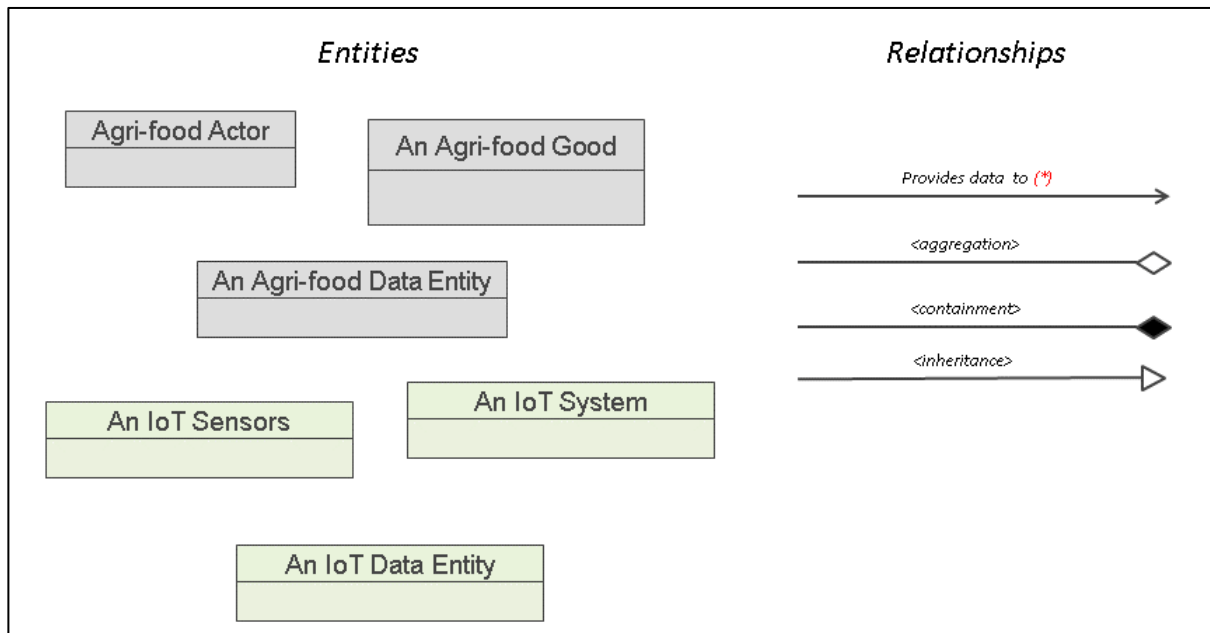 Entities
Relationships
Agri-food Actor
An Agri-food Good
An Agri-food Data Entity
An IoT Sensors
An IoT System
An IoT Data Entity
Provides data to (*)
<aggregation>
<containment>
<inheritance>